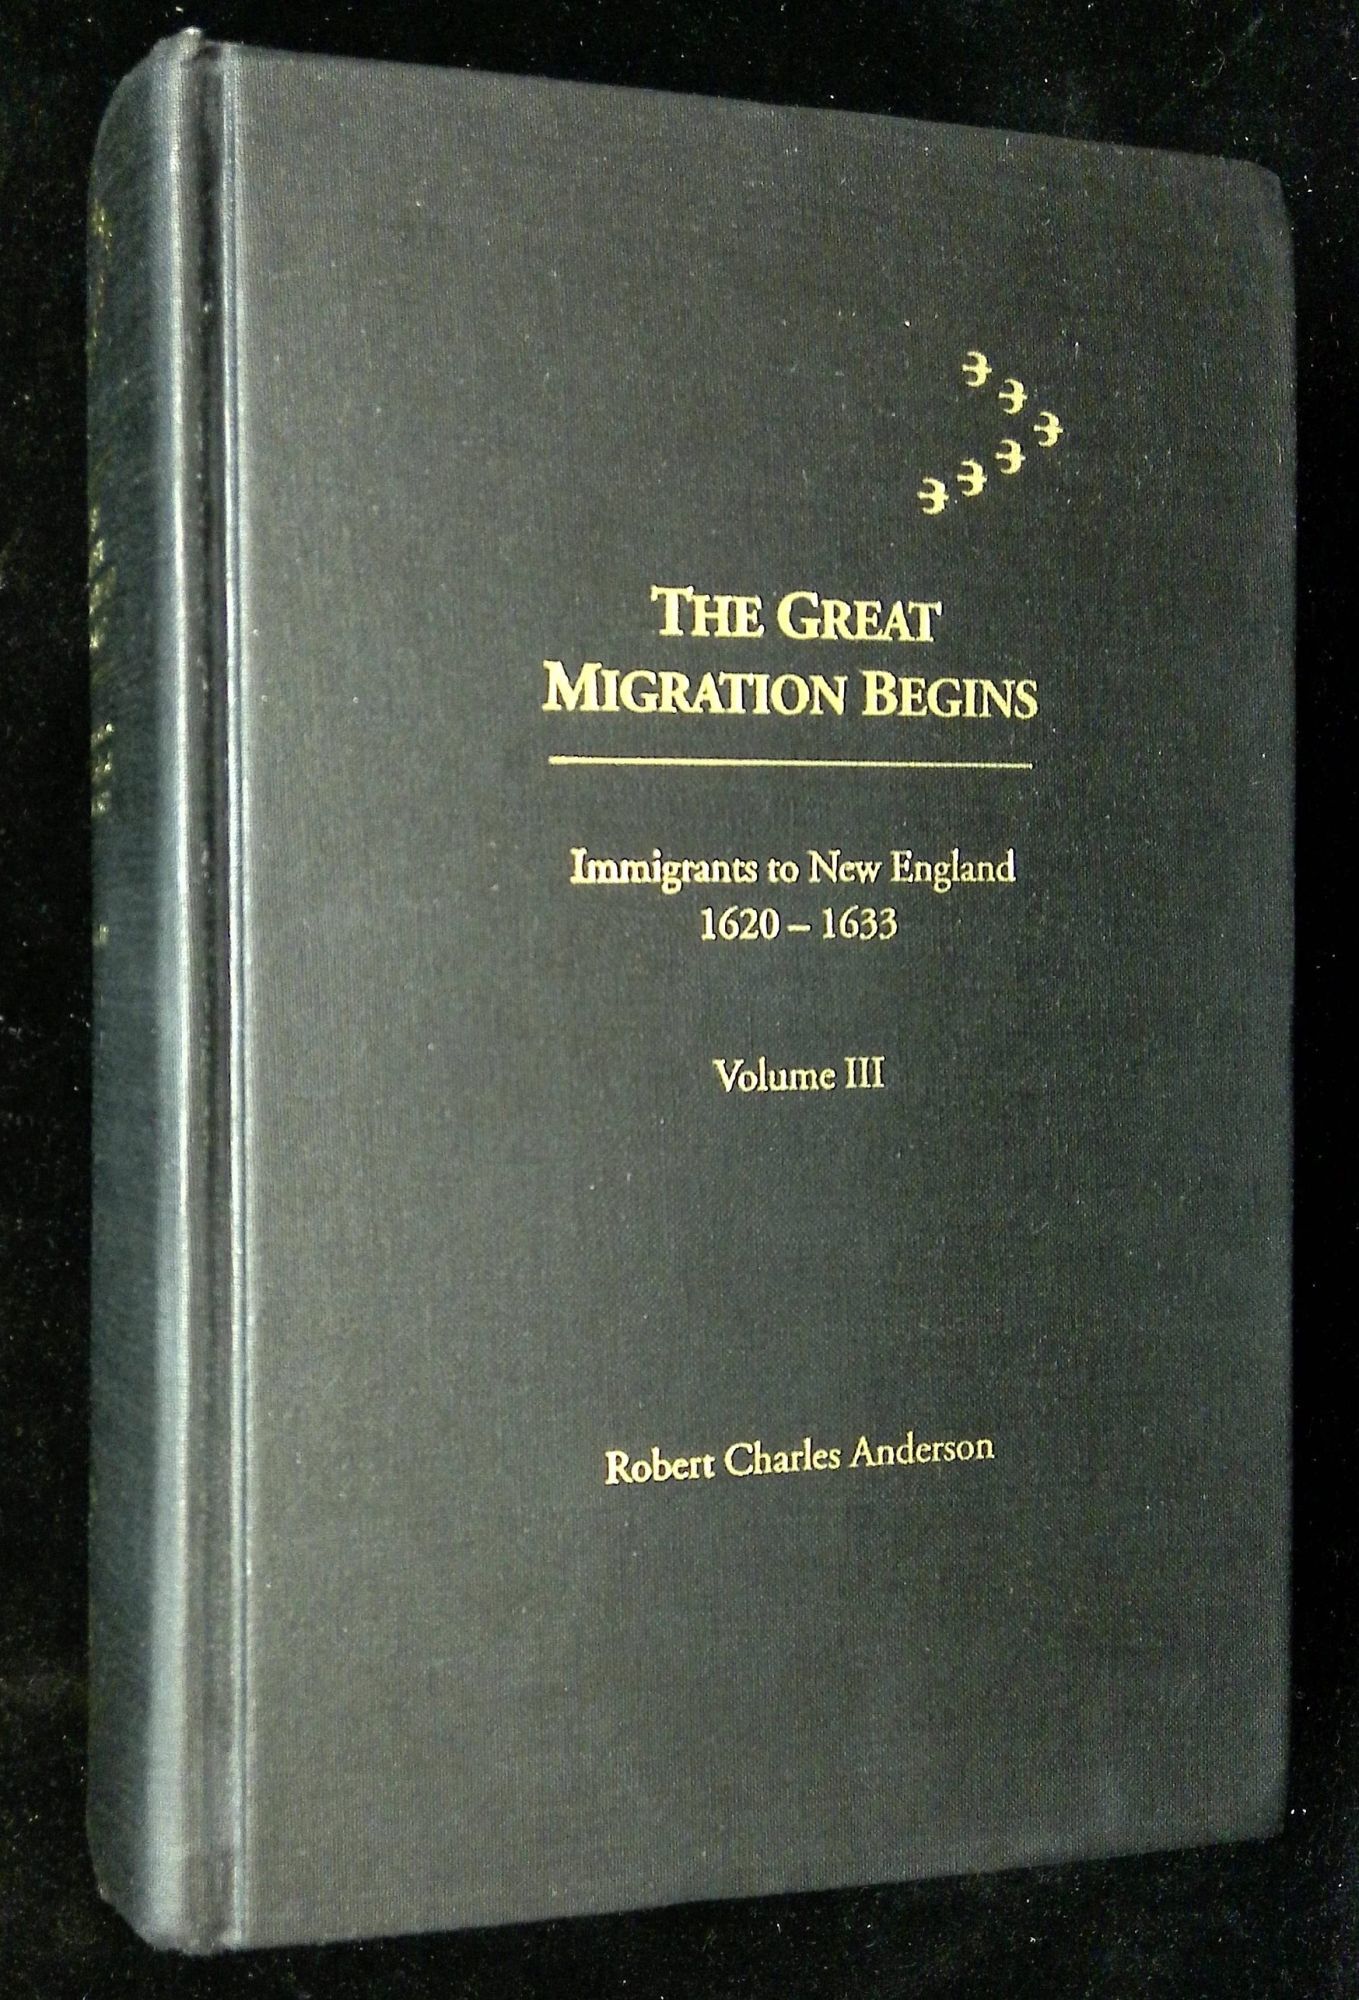 THE GREAT
MIGRATION BEGINS
Immigrants to New England
1620 – 1633
Volume III
Robert Charles Anderson